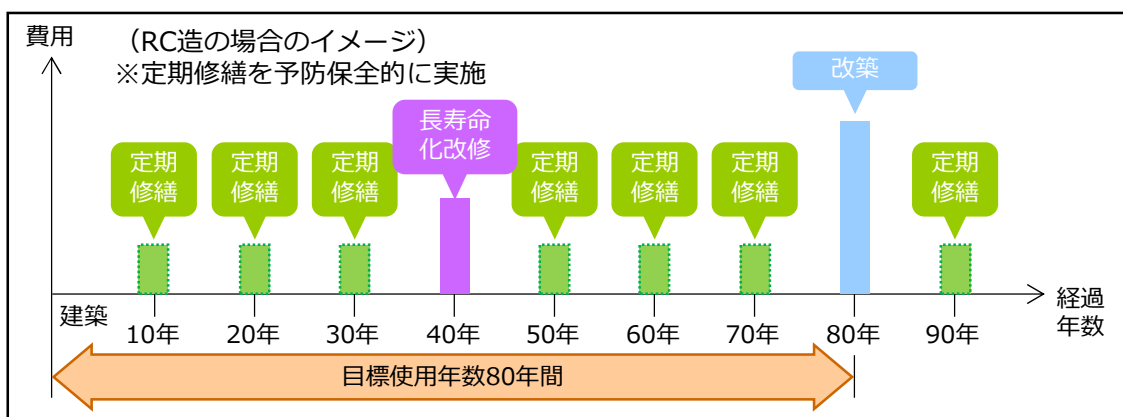 費用
（RC造の場合のイメージ）
※定期修繕を予防保全的に実施
改築
長寿命
化改修
定期
修繕
定期
修繕
定期
修繕
定期
修繕
定期
修繕
定期
修繕
定期
修繕
建築
10年
20年
30年
40年
50年
60年
70年
80年
90年
経過
年数
目標使用年数80年間